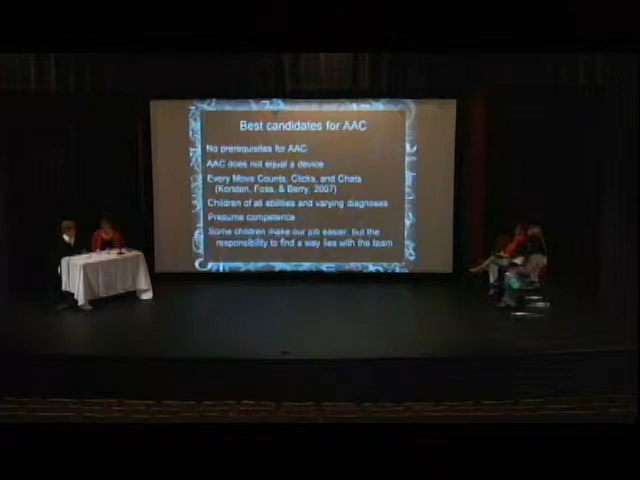 Best candidates for AAC
No prerequisites for AAC
AAC does not equal a device
Every Move Counts, Clicks, and Chats
(Korsten, Foss, & Berry, 2007)
Children of all abilities and varying diagnoses
Presume competence
Some children make our job easier, but the
responsibility to find a way lies with the team